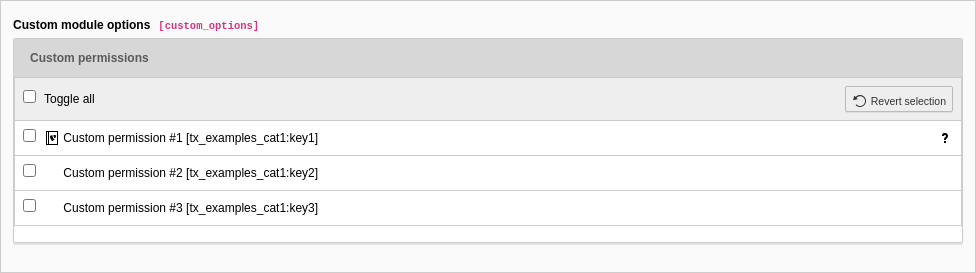 Custom module options [custom_options]
Custom permissions
Toggle all Revert selection
Custom permission #1 [tx_examples_cat1:key1] ?
Custom permission #2 [tx_examples_cat1:key2]
Custom permission #3 [tx_examples_cat1:key3]